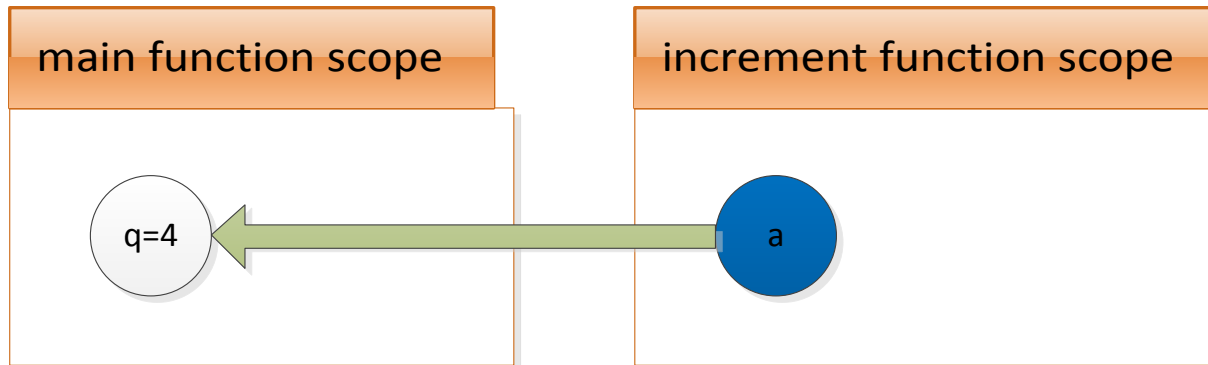 main function scope
increment function scope
q=4
a